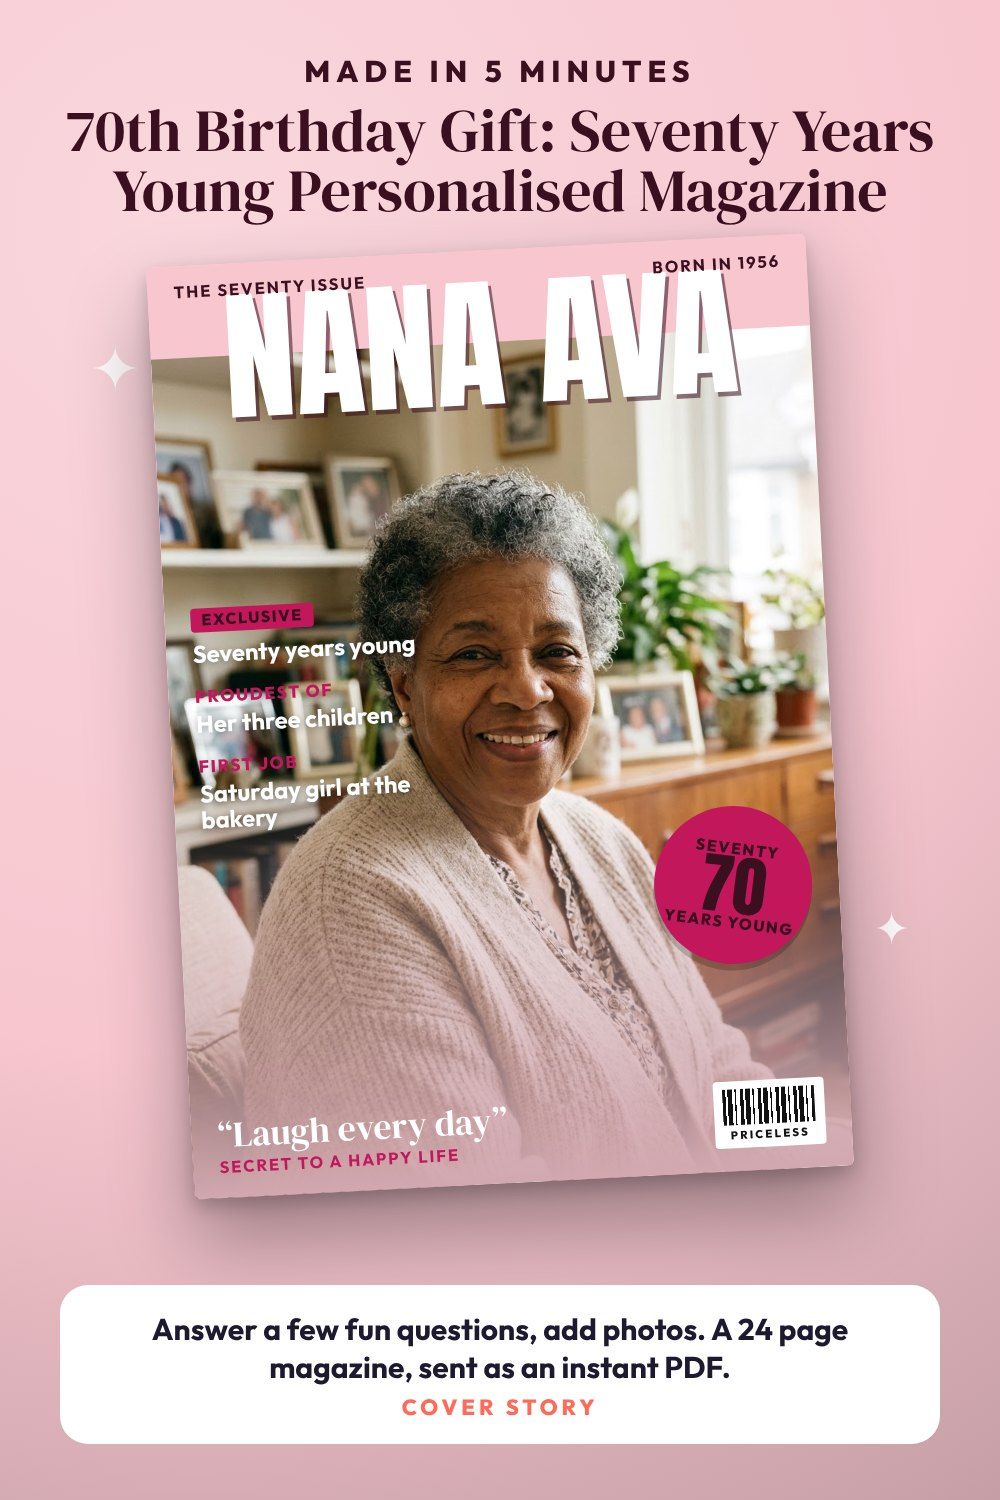 MADE IN 5 MINUTES
70th Birthday Gift: Seventy Years
Young Personalised Magazine
THE SEVENTY ISSUE
BORN IN 1956
NANA AVA
EXCLUSIVE
Seventy years young
PROUDEST OF
Her three children
FIRST JOB
Saturday girl at the
bakery
SEVENTY
70
YEARS YOUNG
“Laugh every day”
SECRET TO A HAPPY LIFE
PRICELESS
Answer a few fun questions, add photos. A 24 page
magazine, sent as an instant PDF.
COVER STORY